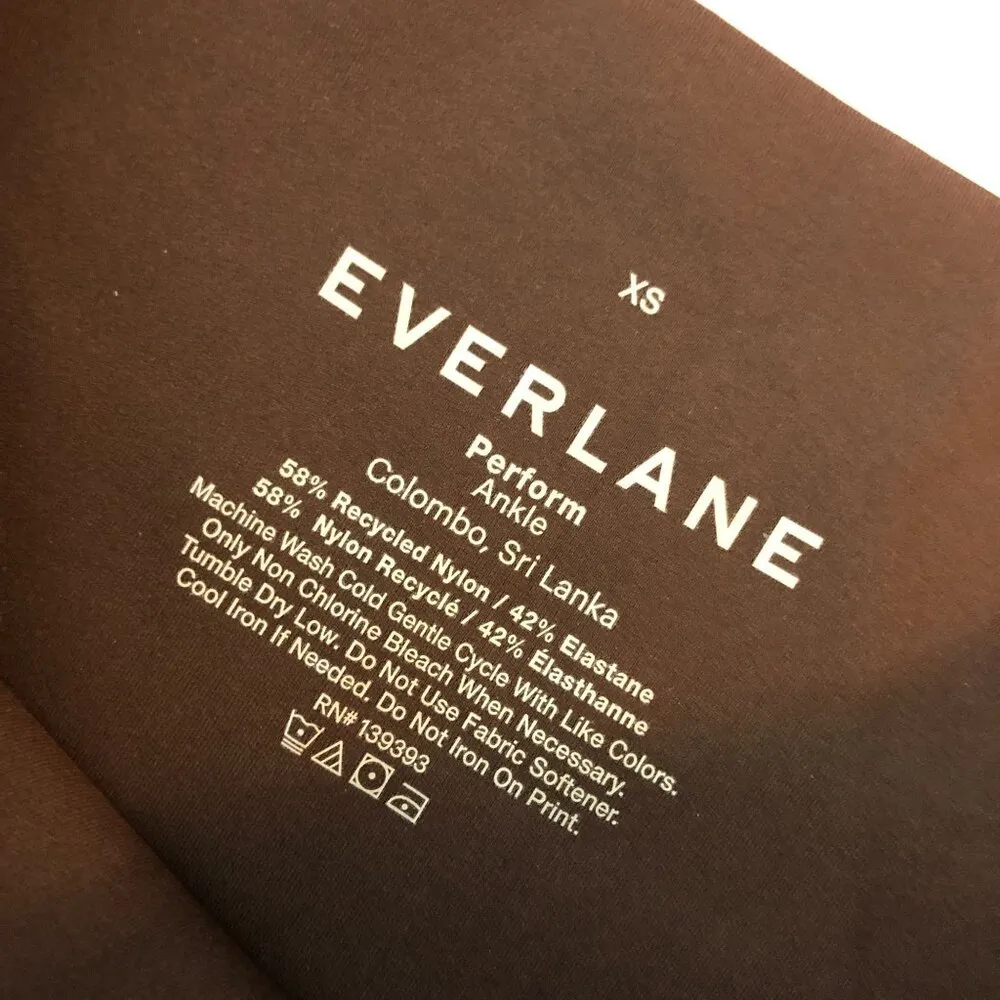 XS
EVERLANE
Perform
Ankle
Colombo, Sri Lanka
58% Recycled Nylon / 42% Elastane
58% Nylon Recyclé / 42% Élasthanne
Machine Wash Cold Gentle Cycle With Like Colors.
Only Non Chlorine Bleach When Necessary.
Tumble Dry Low. Do Not Use Fabric Softener.
Cool Iron If Needed. Do Not Iron On Print.
RN# 139393